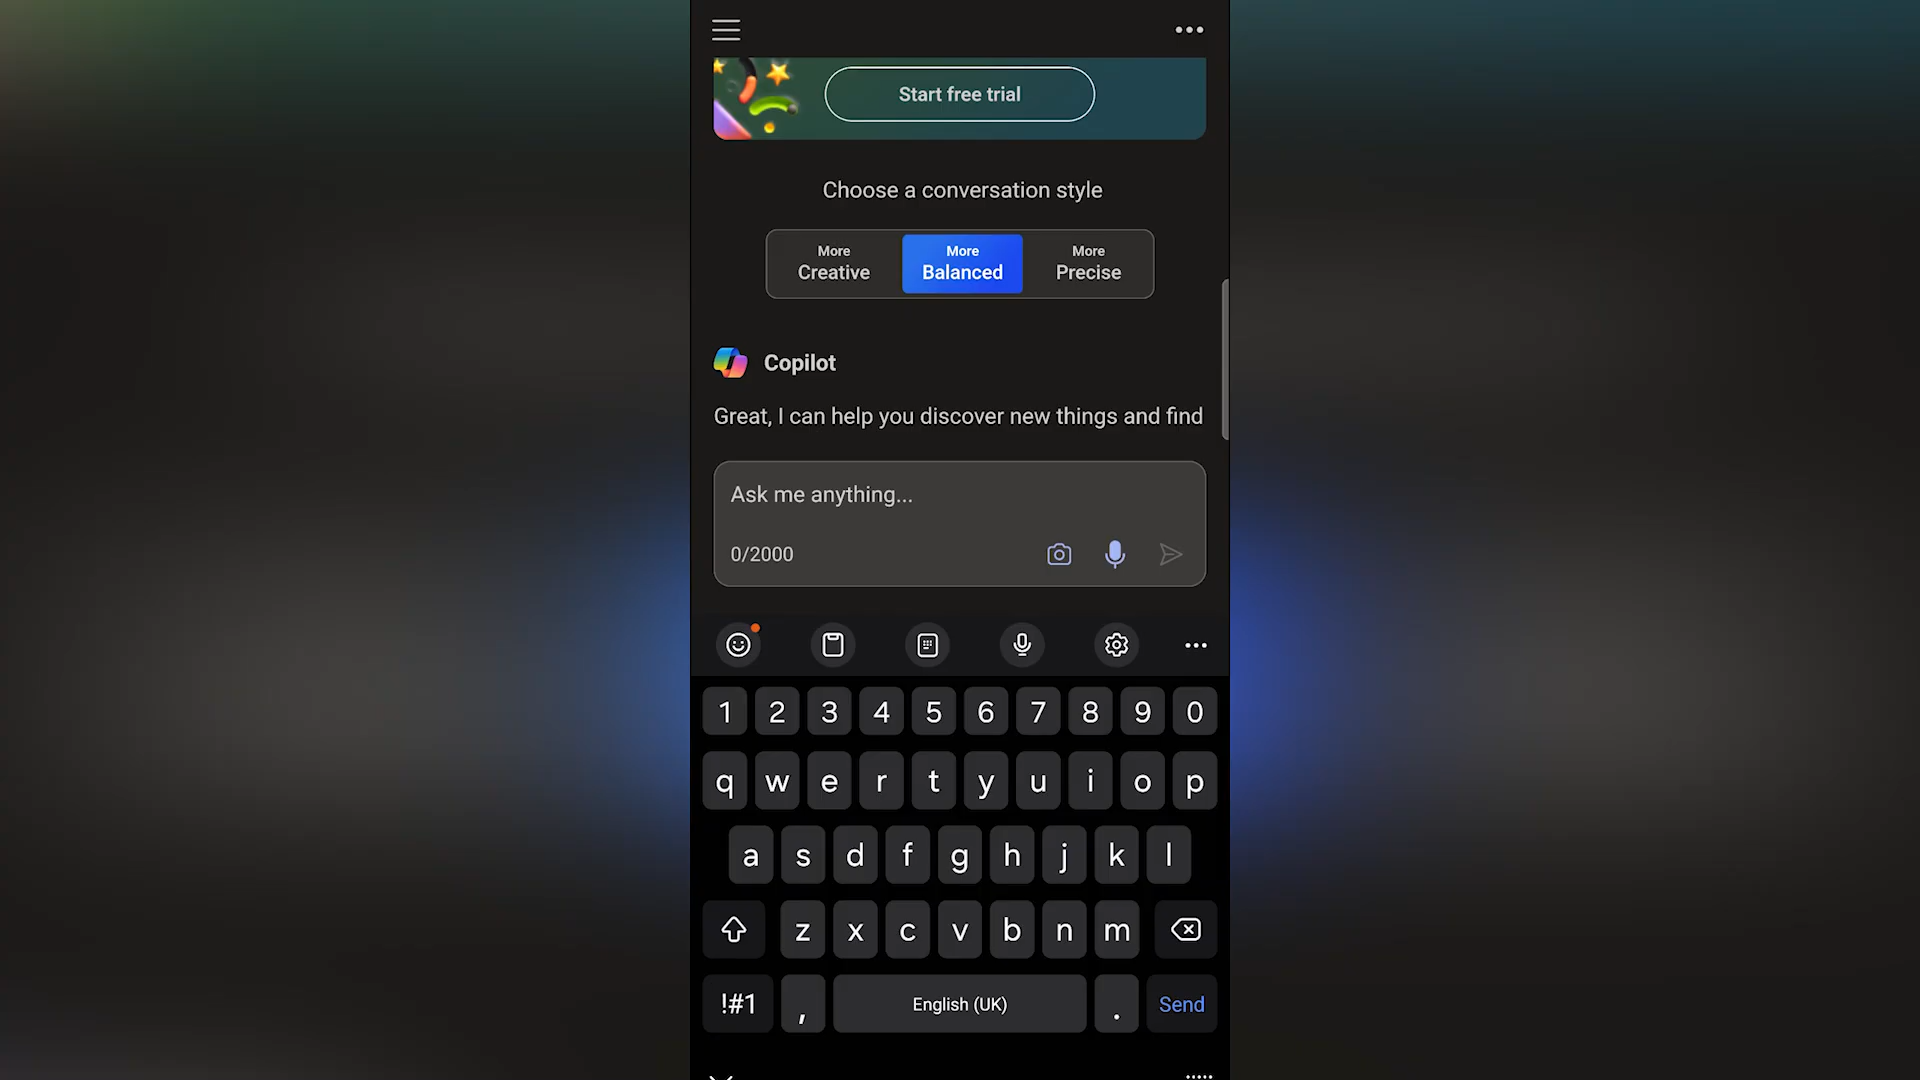 Start free trial
Choose a conversation style
More More More
Creative Balanced Precise
Copilot
Great, I can help you discover new things and find
Ask me anything...
0/2000
1 2 3 4 5 6 7 8 9 0
q w e r t y u i o p
a s d f g h j k l
z x c v b n m
!#1 , English (UK) . Send